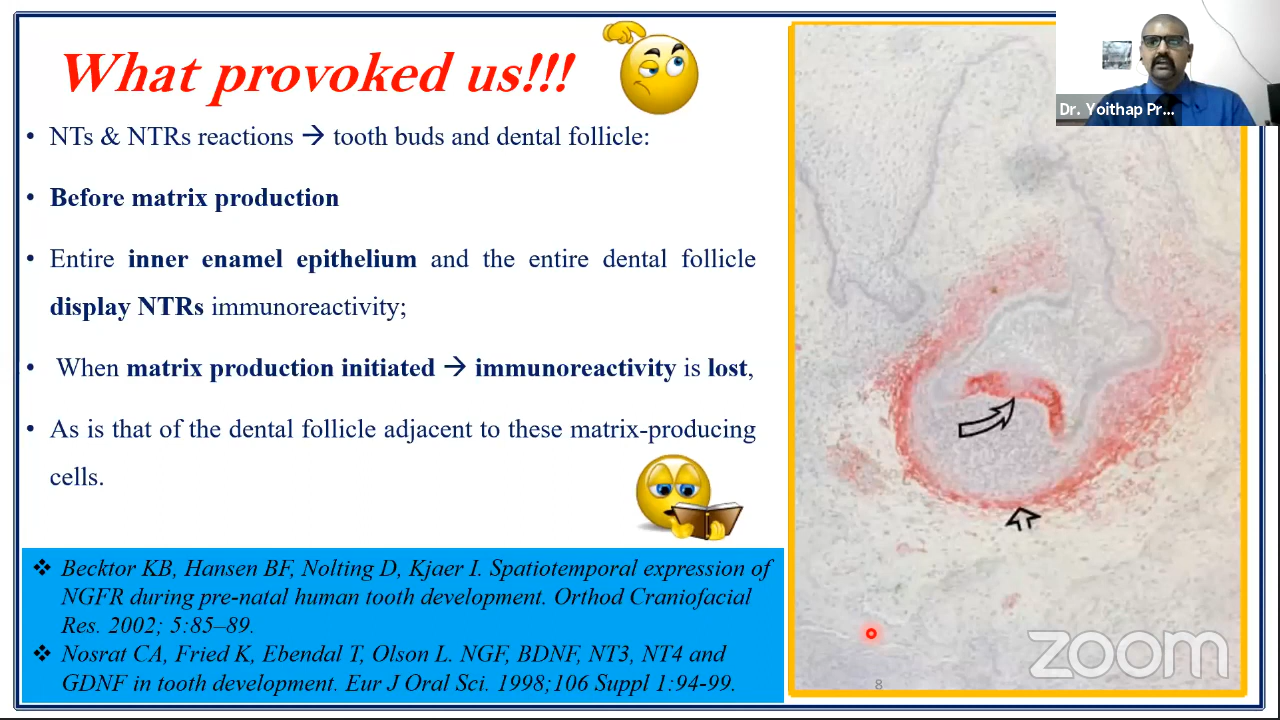 What provoked us!!!
• NTs & NTRs reactions → tooth buds and dental follicle:
• Before matrix production
• Entire inner enamel epithelium and the entire dental follicle
display NTRs immunoreactivity;
• When matrix production initiated → immunoreactivity is lost,
• As is that of the dental follicle adjacent to these matrix-producing
cells.
❖ Becktor KB, Hansen BF, Nolting D, Kjaer I. Spatiotemporal expression of
NGFR during pre-natal human tooth development. Orthod Craniofacial
Res. 2002; 5:85–89.
❖ Nosrat CA, Fried K, Ebendal T, Olson L. NGF, BDNF, NT3, NT4 and
GDNF in tooth development. Eur J Oral Sci. 1998;106 Suppl 1:94-99.
Dr. Yoithap Pr...
zoom
8